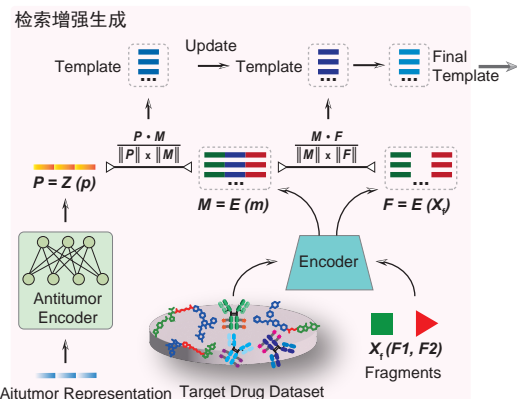 检索增强生成
Template
Update
Template
Final
Template
...
...
...
P • M
‖P‖ x ‖M‖
M • F
‖M‖ x ‖F‖
...
...
P = Z (p)
M = E (m)
F = E (Xf)
Antitumor
Encoder
Encoder
Xf (F1, F2)
Fragments
Aitutmor Representation
Target Drug Dataset